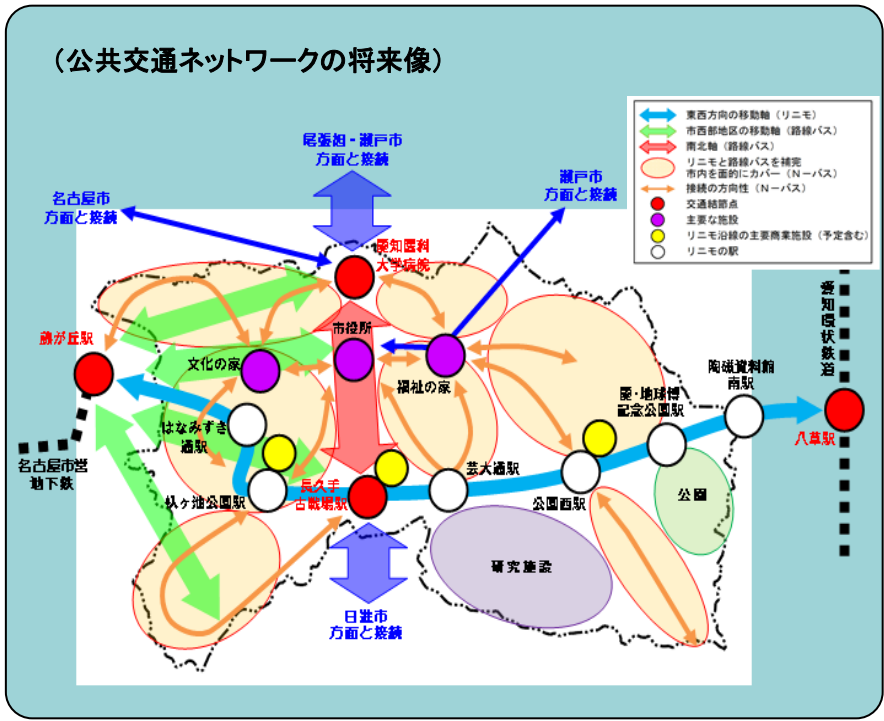 （公共交通ネットワークの将来像）
東西方向の移動軸（リニモ）
市西部地区の移動軸（路線バス）
南北軸（路線バス）
リニモと路線バスを補完
市内を面的にカバー（N－バス）
接続の方向性（N－バス）
交通結節点
主要な施設
リニモ沿線の主要商業施設（予定含む）
リニモの駅
尾張旭・瀬戸市
方面と接続
瀬戸市
方面と接続
名古屋市
方面と接続
愛知医科
大学病院
愛知環状鉄道
藤が丘駅
市役所
文化の家
福祉の家
陶磁資料館
南駅
愛・地球博
記念公園駅
はなみずき
通駅
八草駅
名古屋市営
地下鉄
杁ヶ池公園駅
長久手
古戦場駅
芸大通駅
公園西駅
公園
研究施設
日進市
方面と接続